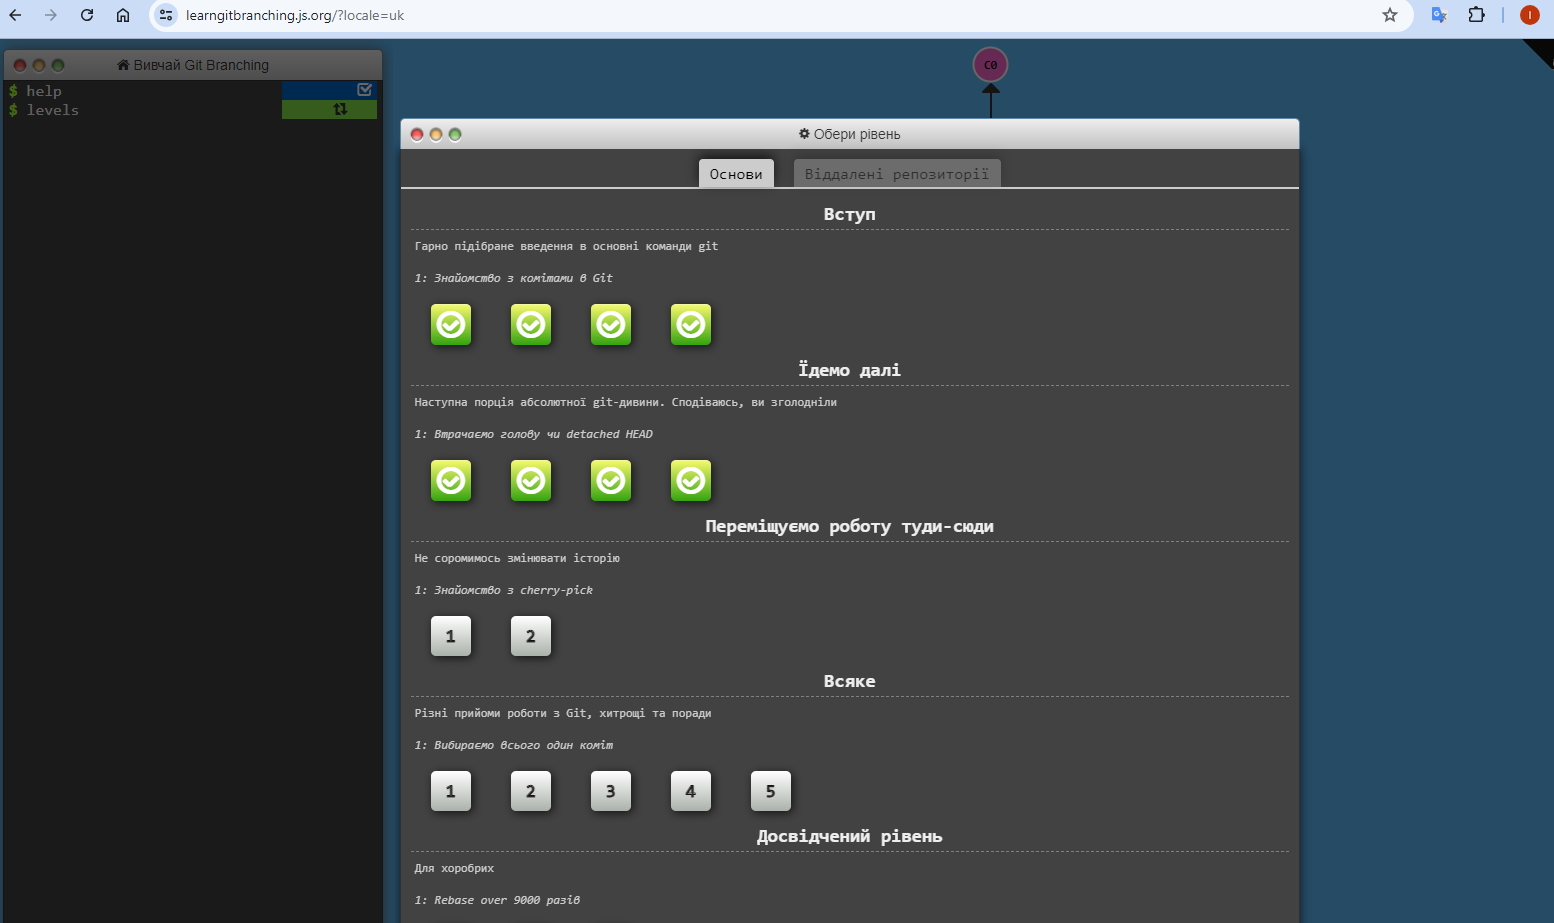 learngitbranching.js.org/?locale=uk
I
Вивчай Git Branching
$ help
$ levels
C0
Обери рівень
Основи
Віддалені репозиторії
Вступ
Гарно підібране введення в основні команди git
1: Знайомство з комітами в Git
Їдемо далі
Наступна порція абсолютної git-дивини. Сподіваюсь, ви зголодніли
1: Втрачаємо голову чи detached HEAD
Переміщуємо роботу туди-сюди
Не соромимось змінювати історію
1: Знайомство з cherry-pick
1 2
Всяке
Різні прийоми роботи з Git, хитрощі та поради
1: Вибираємо всього один коміт
1 2 3 4 5
Досвідчений рівень
Для хоробрих
1: Rebase over 9000 разів